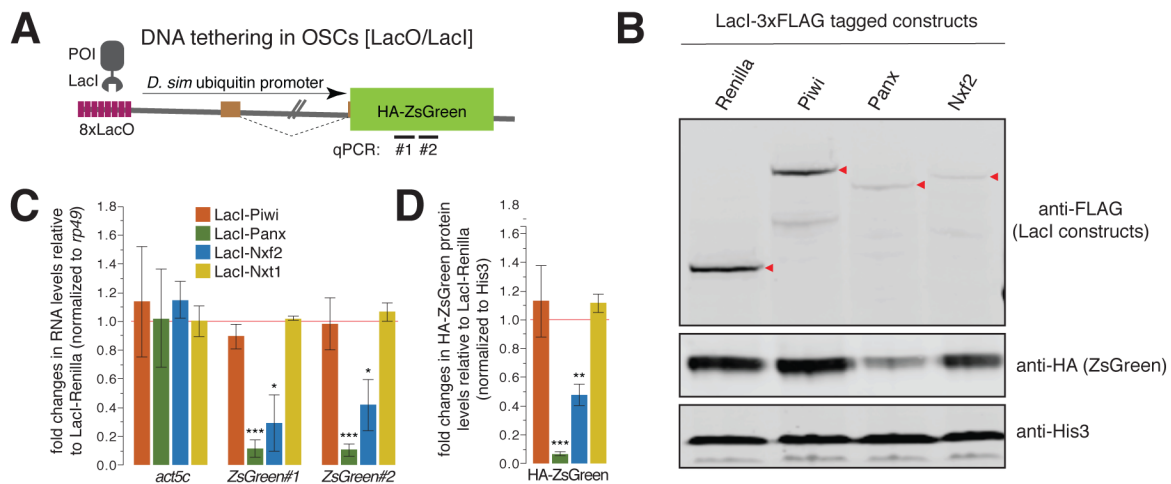 A
DNA tethering in OSCs [LacO/LacI]
POI
LacI
D. sim ubiquitin promoter
8xLacO
HA-ZsGreen
qPCR: #1 #2
B
LacI-3xFLAG tagged constructs
Renilla
Piwi
Panx
Nxf2
anti-FLAG
(LacI constructs)
anti-HA (ZsGreen)
anti-His3
C
fold changes in RNA levels relative
to LacI-Renilla (normalized to rp49)
1.8
1.6
1.4
1.2
1.0
0.8
0.6
0.4
0.2
0.0
LacI-Piwi
LacI-Panx
LacI-Nxf2
LacI-Nxt1
***
*
***
*
act5c
ZsGreen#1
ZsGreen#2
D
fold changes in HA-ZsGreen protein
levels relative to LacI-Renilla
(normalized to His3)
1.8
1.6
1.4
1.2
1.0
0.8
0.6
0.4
0.2
0.0
***
**
HA-ZsGreen